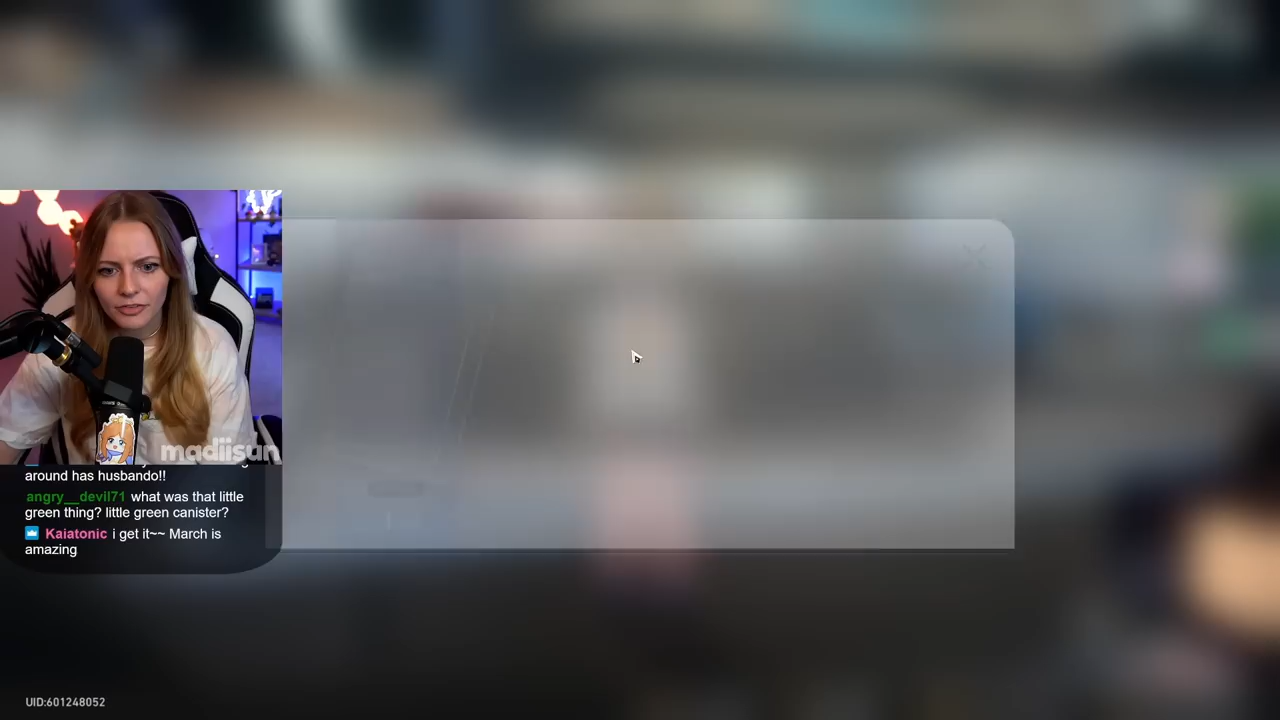 madiisun
around has husbando!!
angry__devil71 what was that little
green thing? little green canister?
Kaiatonic i get it~~ March is
amazing
UID:601248052